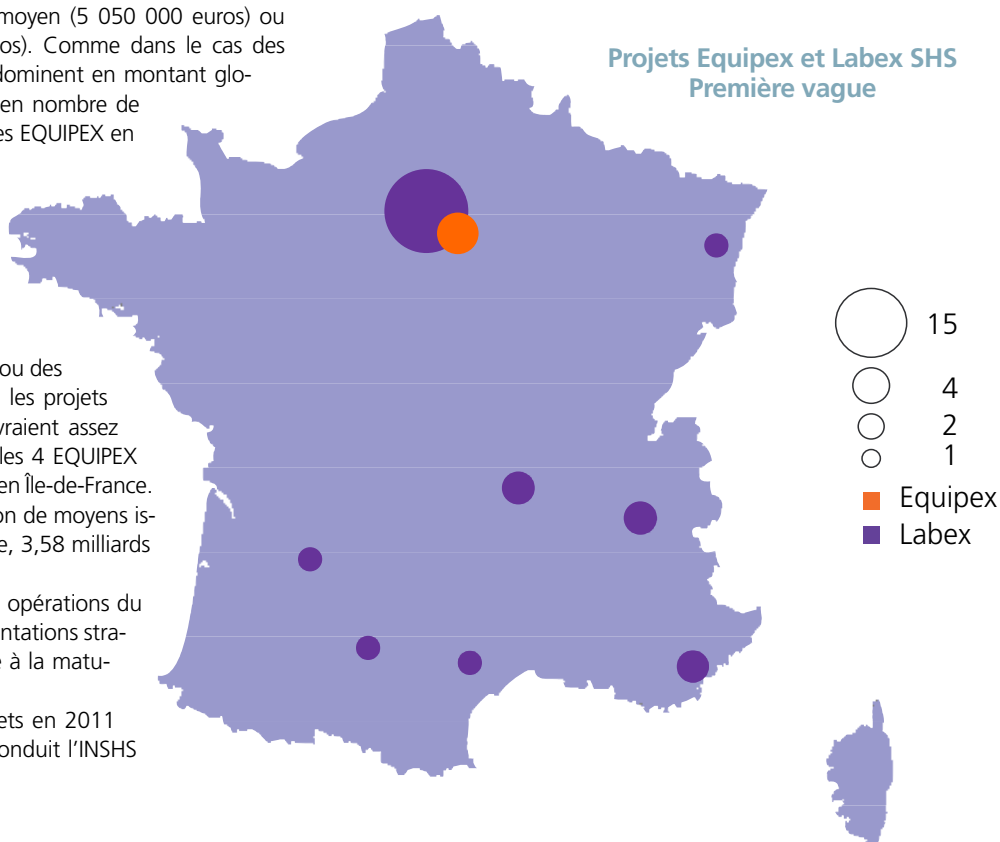 moyen (5 050 000 euros) ou
os). Comme dans le cas des
dominent en montant glo-
en nombre de
es EQUIPEX en
ou des
les projets
vraient assez
les 4 EQUIPEX
en Île-de-France.
on de moyens is-
e, 3,58 milliards
opérations du
ntations stra-
e à la matu-
ets en 2011
onduit l'INSHS
Projets Equipex et Labex SHS
Première vague
15
4
2
1
Equipex
Labex